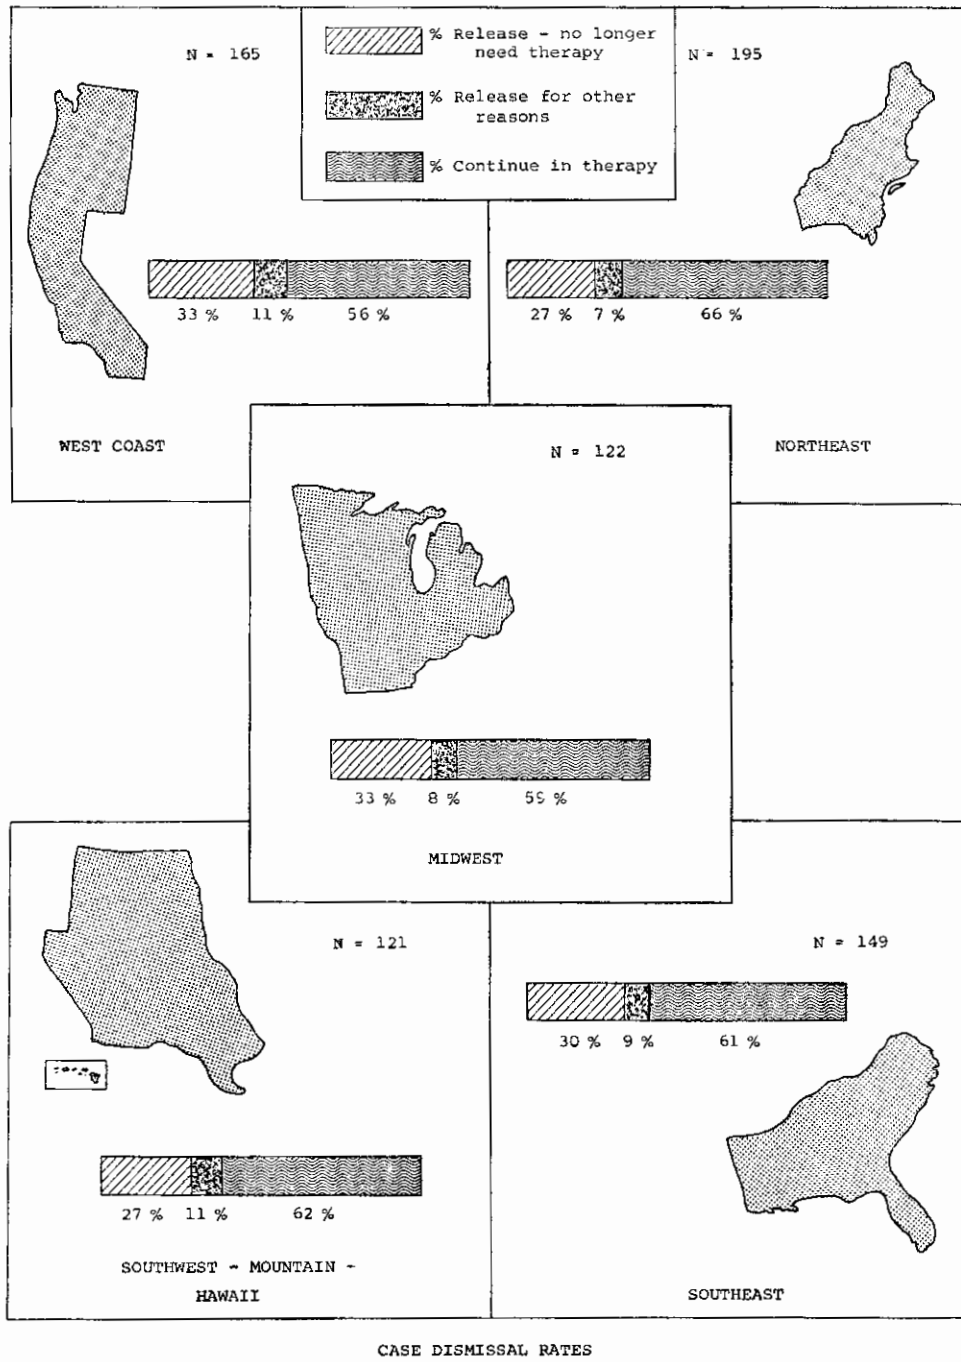 N = 165
% Release - no longer
need therapy
% Release for other
reasons
% Continue in therapy
N = 195
33 % 11 % 56 %
27 % 7 % 66 %
WEST COAST
NORTHEAST
N = 122
33 % 8 % 59 %
MIDWEST
N = 121
27 % 11 % 62 %
SOUTHWEST - MOUNTAIN -
HAWAII
N = 149
30 % 9 % 61 %
SOUTHEAST
CASE DISMISSAL RATES